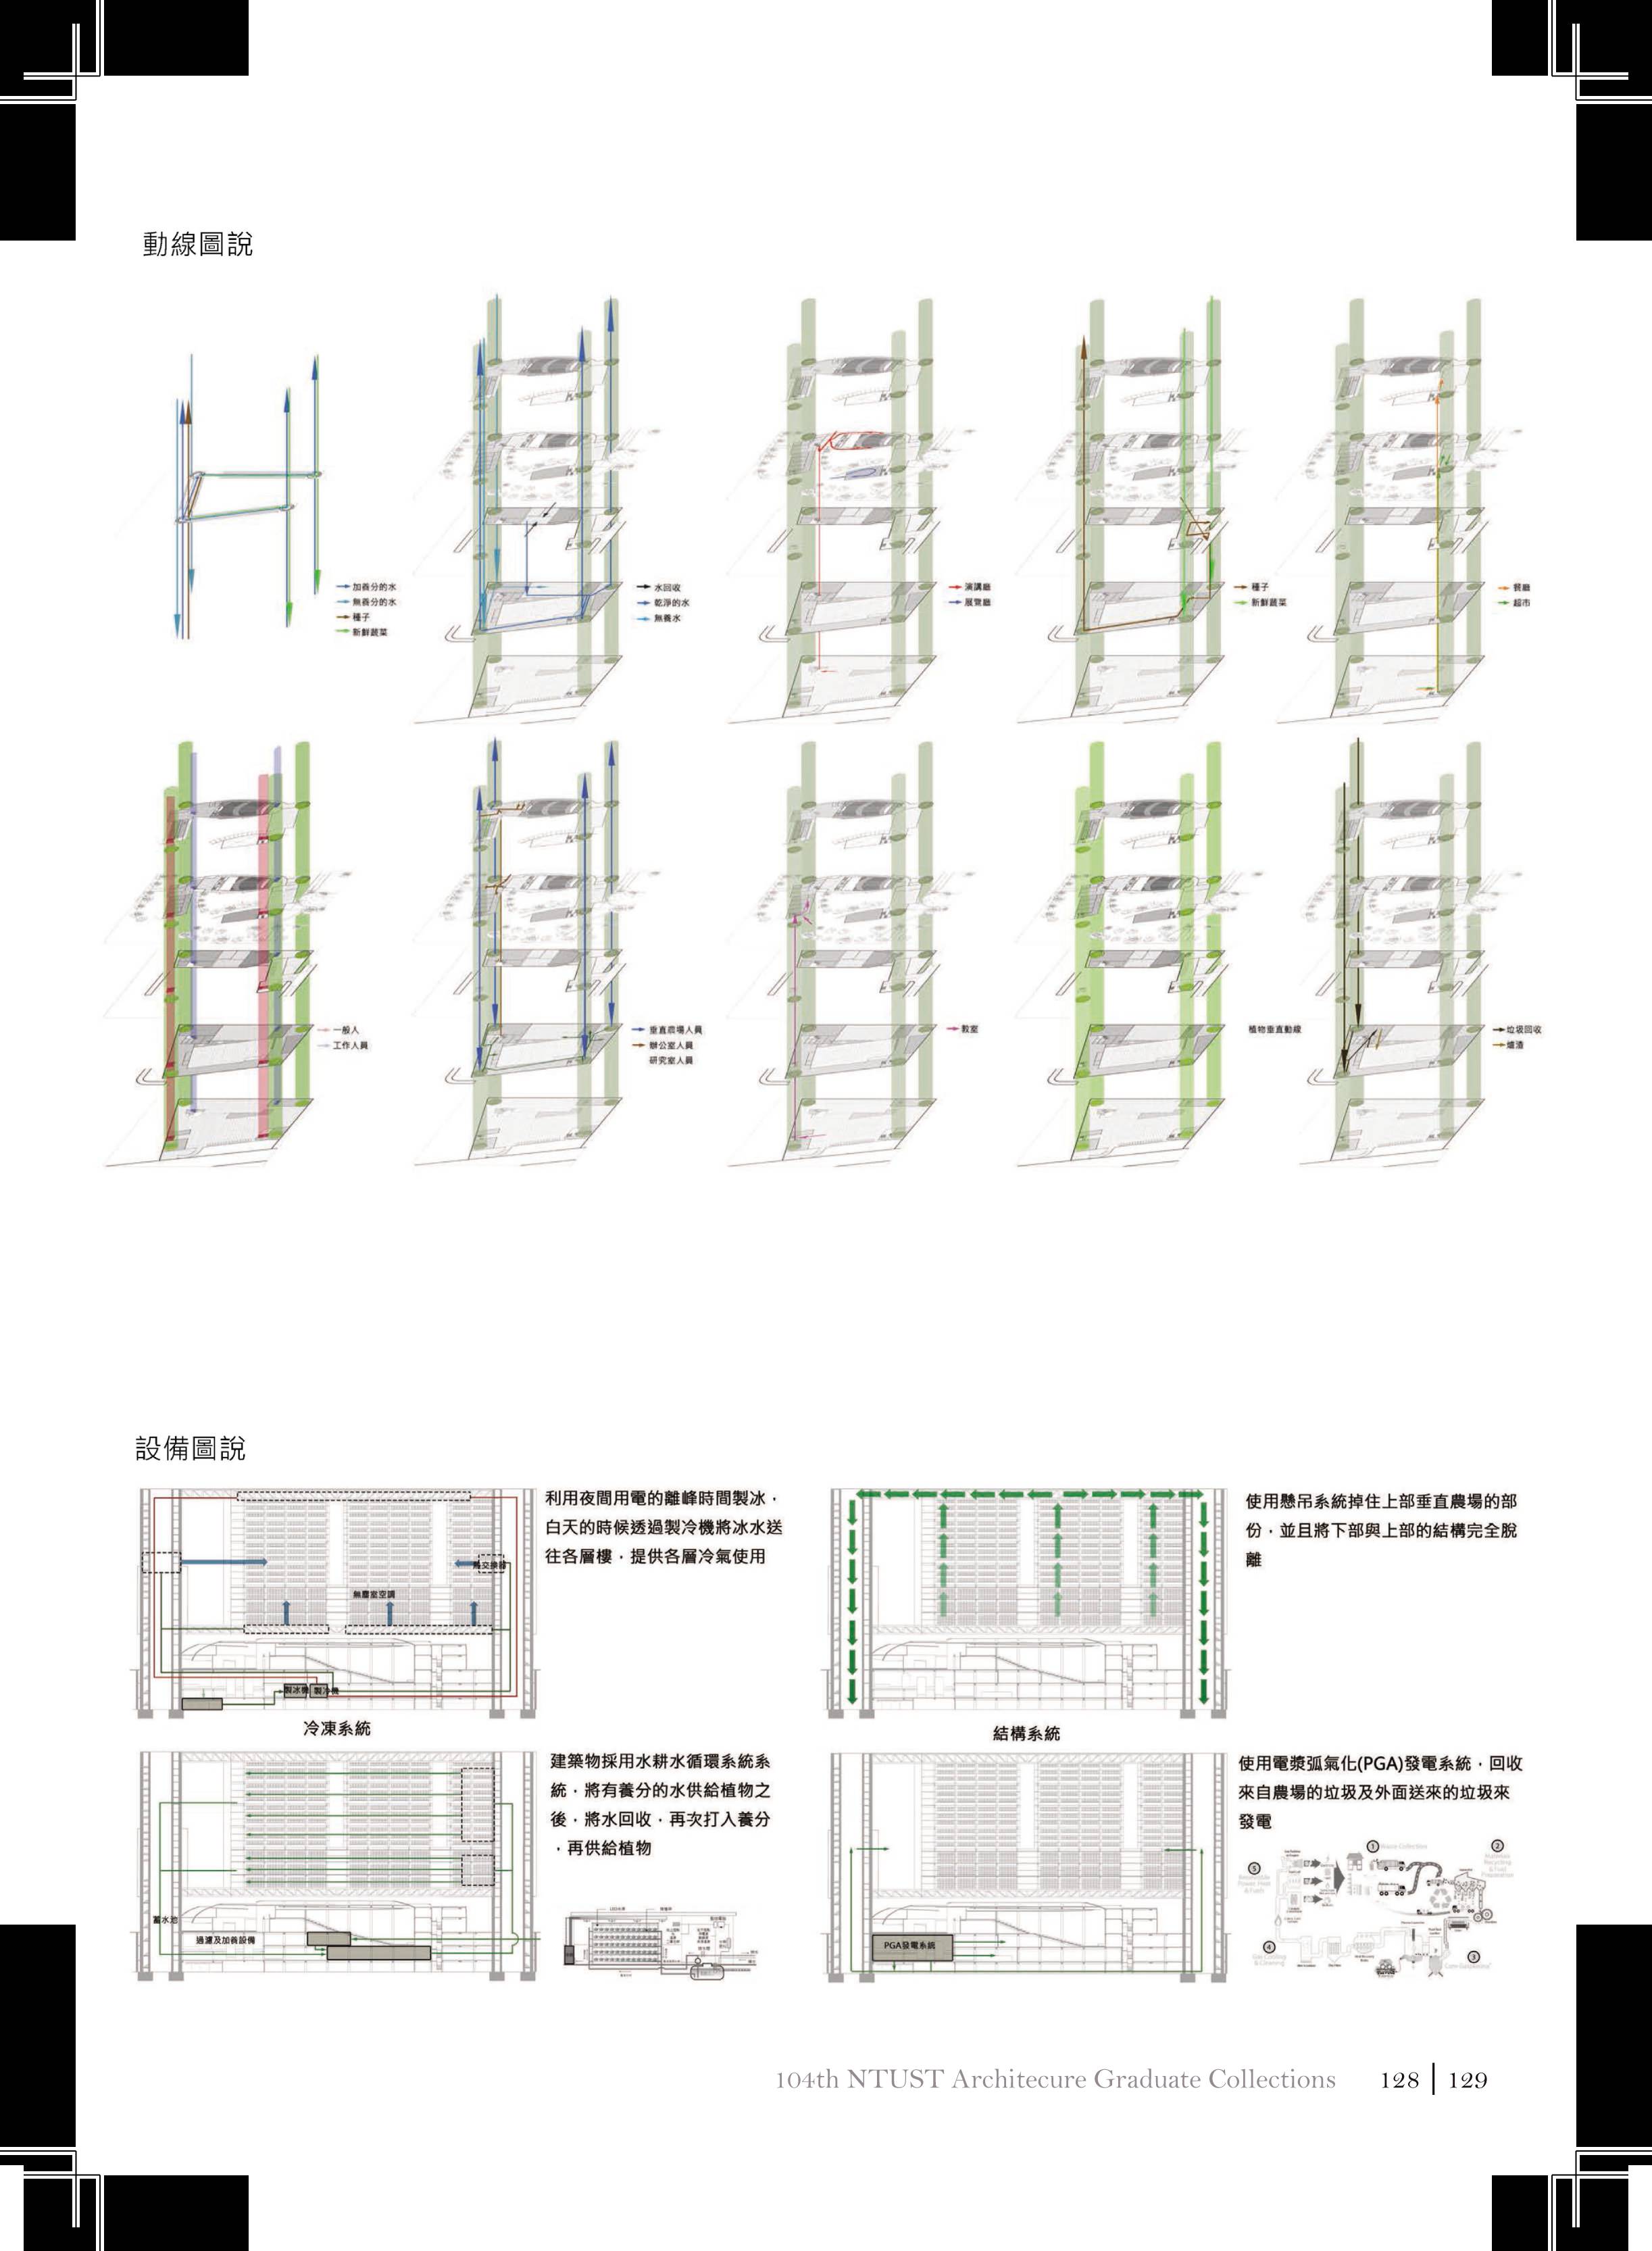 動線圖說
加養分的水
無養分的水
種子
新鮮蔬菜
水回收
乾淨的水
無養水
演講廳
展覽廳
種子
新鮮蔬菜
餐廳
超市
一般人
工作人員
垂直農場人員
辦公室人員
研究室人員
教室
植物垂直動線
垃圾回收
爐渣
設備圖說
無塵室空調
製冰機
製冷機
冷凍系統
利用夜間用電的離峰時間製冰，
白天的時候透過製冷機將冰水送
往各層樓，提供各層冷氣使用
結構系統
使用懸吊系統掉住上部垂直農場的部
份，並且將下部與上部的結構完全脫
離
蓄水池
過濾及加養設備
建築物採用水耕水循環系統系
統，將有養分的水供給植物之
後，將水回收，再次打入養分
，再供給植物
PGA發電系統
使用電漿弧氣化(PGA)發電系統，回收
來自農場的垃圾及外面送來的垃圾來
發電
1
2
3
4
5
104th NTUST Architecure Graduate Collections
128 | 129